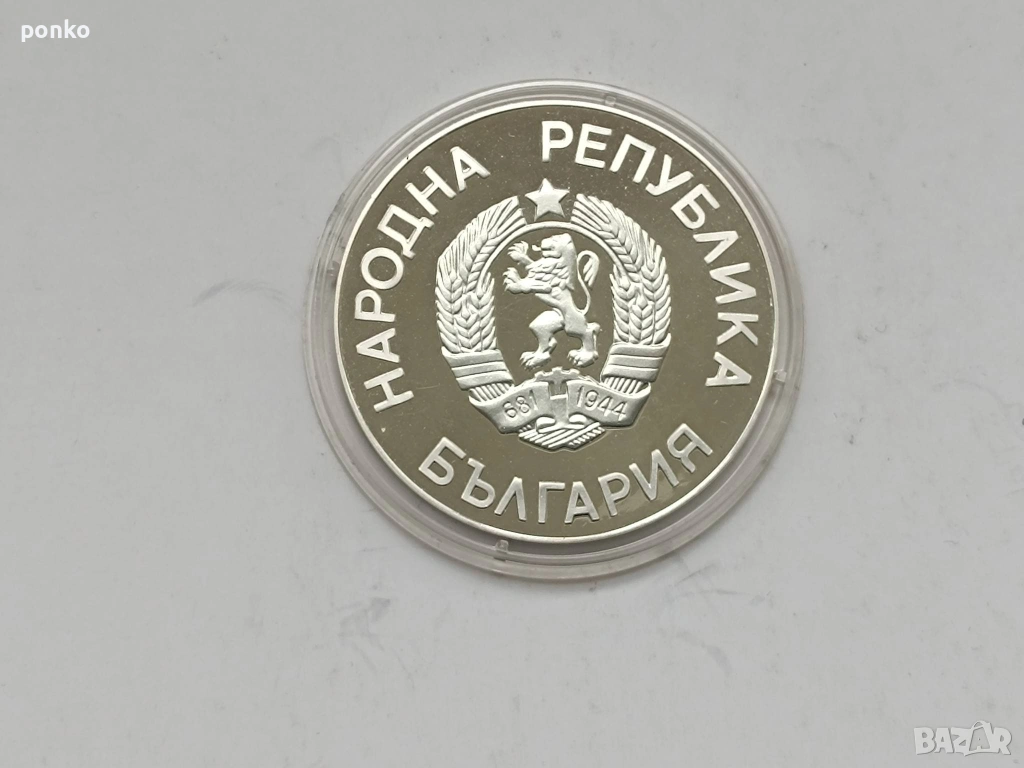 ponko
НАРОДНА РЕПУБЛИКА
681 1944
БЪЛГАРИЯ
BAZAR